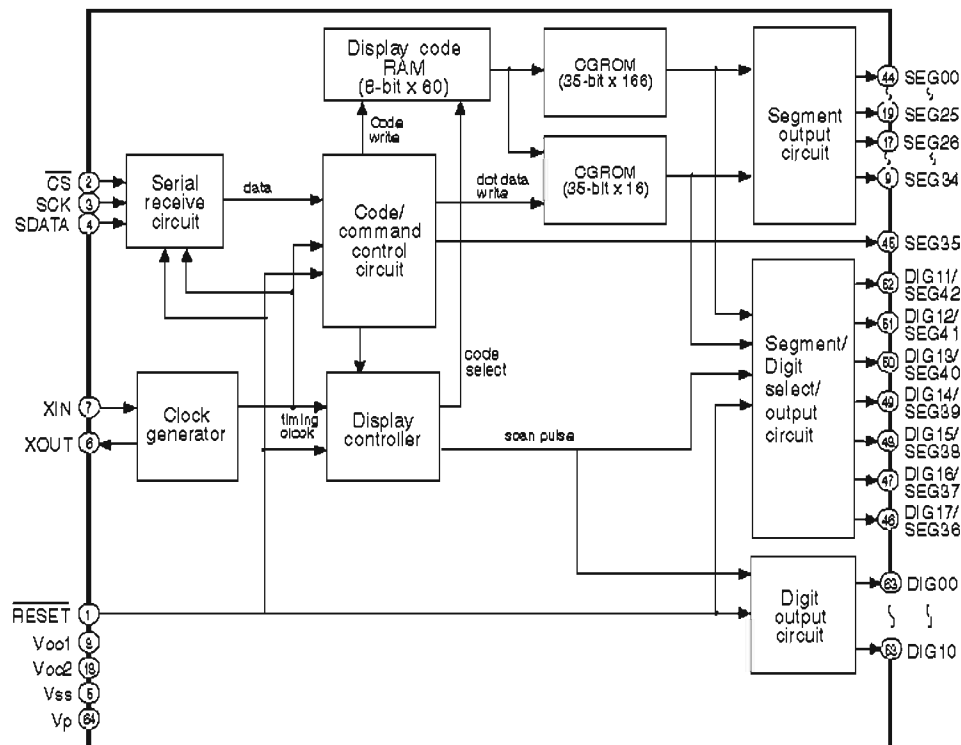 Display code
RAM
(8-bit x 60)
CGROM
(35-bit x 166)
Segment
output
circuit
44 SEG00
19 SEG25
17 SEG26
9 SEG34
Code
write
CGROM
(35-bit x 16)
CS 2
SCK 3
SDATA 4
Serial
receive
circuit
data
Code/
command
control
circuit
dot data
write
45 SEG35
Segment/
Digit
select/
output
circuit
52 DIG11/
SEG42
51 DIG12/
SEG41
50 DIG13/
SEG40
49 DIG14/
SEG39
48 DIG15/
SEG38
47 DIG16/
SEG37
46 DIG17/
SEG36
code
select
XIN 7
XOUT 6
Clock
generator
timing
clock
Display
controller
scan pulse
RESET 1
Digit
output
circuit
63 DIG00
53 DIG10
Vcc1
Vcc2 18
Vss 5
Vp 64